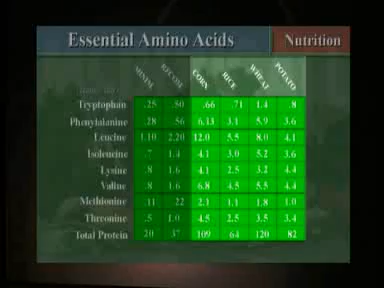 Essential Amino Acids
Nutrition
MINIM. RECOM. CORN RICE WHEAT POTATO
Tryptophan .25 .50 .66 .71 1.4 .8
Phenylalanine .28 .56 6.13 3.1 5.9 3.6
Leucine 1.10 2.20 12.0 5.5 8.0 4.1
Isoleucine .7 1.4 4.1 3.0 5.2 3.6
Lysine .8 1.6 4.1 2.5 3.2 4.4
Valine .8 1.6 6.8 4.5 5.5 4.4
Methionine .11 .22 2.1 1.1 1.8 1.0
Threonine .5 1.0 4.5 2.5 3.5 3.4
Total Protein 20 37 109 64 120 82